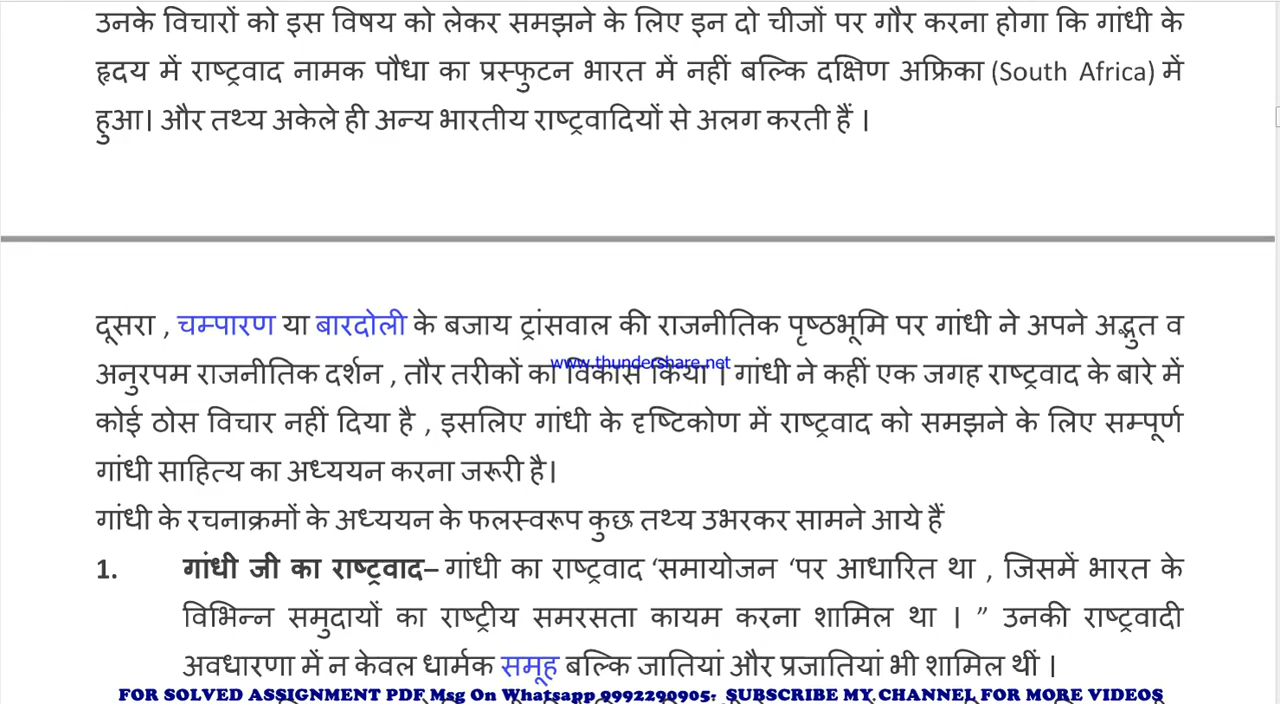 उनके विचारों को इस विषय को लेकर समझने के लिए इन दो चीजों पर गौर करना होगा कि गांधी के
हृदय में राष्ट्रवाद नामक पौधा का प्रस्फुटन भारत में नहीं बल्कि दक्षिण अफ्रिका (South Africa) में
हुआ। और तथ्य अकेले ही अन्य भारतीय राष्ट्रवादियों से अलग करती हैं ।
दूसरा , चम्पारण या बारदोली के बजाय ट्रांसवाल की राजनीतिक पृष्ठभूमि पर गांधी ने अपने अद्भुत व
www.thundershare.net
अनुरपम राजनीतिक दर्शन , तौर तरीकों का विकास किया । गांधी ने कहीं एक जगह राष्ट्रवाद के बारे में
कोई ठोस विचार नहीं दिया है , इसलिए गांधी के दृष्टिकोण में राष्ट्रवाद को समझने के लिए सम्पूर्ण
गांधी साहित्य का अध्ययन करना जरूरी है।
गांधी के रचनाक्रमों के अध्ययन के फलस्वरूप कुछ तथ्य उभरकर सामने आये हैं
1. गांधी जी का राष्ट्रवाद– गांधी का राष्ट्रवाद ‘समायोजन ‘पर आधारित था , जिसमें भारत के
विभिन्न समुदायों का राष्ट्रीय समरसता कायम करना शामिल था । ” उनकी राष्ट्रवादी
अवधारणा में न केवल धार्मक समूह बल्कि जातियां और प्रजातियां भी शामिल थीं ।
FOR SOLVED ASSIGNMENT PDF Msg On Whatsapp 9992290905. SUBSCRIBE MY CHANNEL FOR MORE VIDEOS